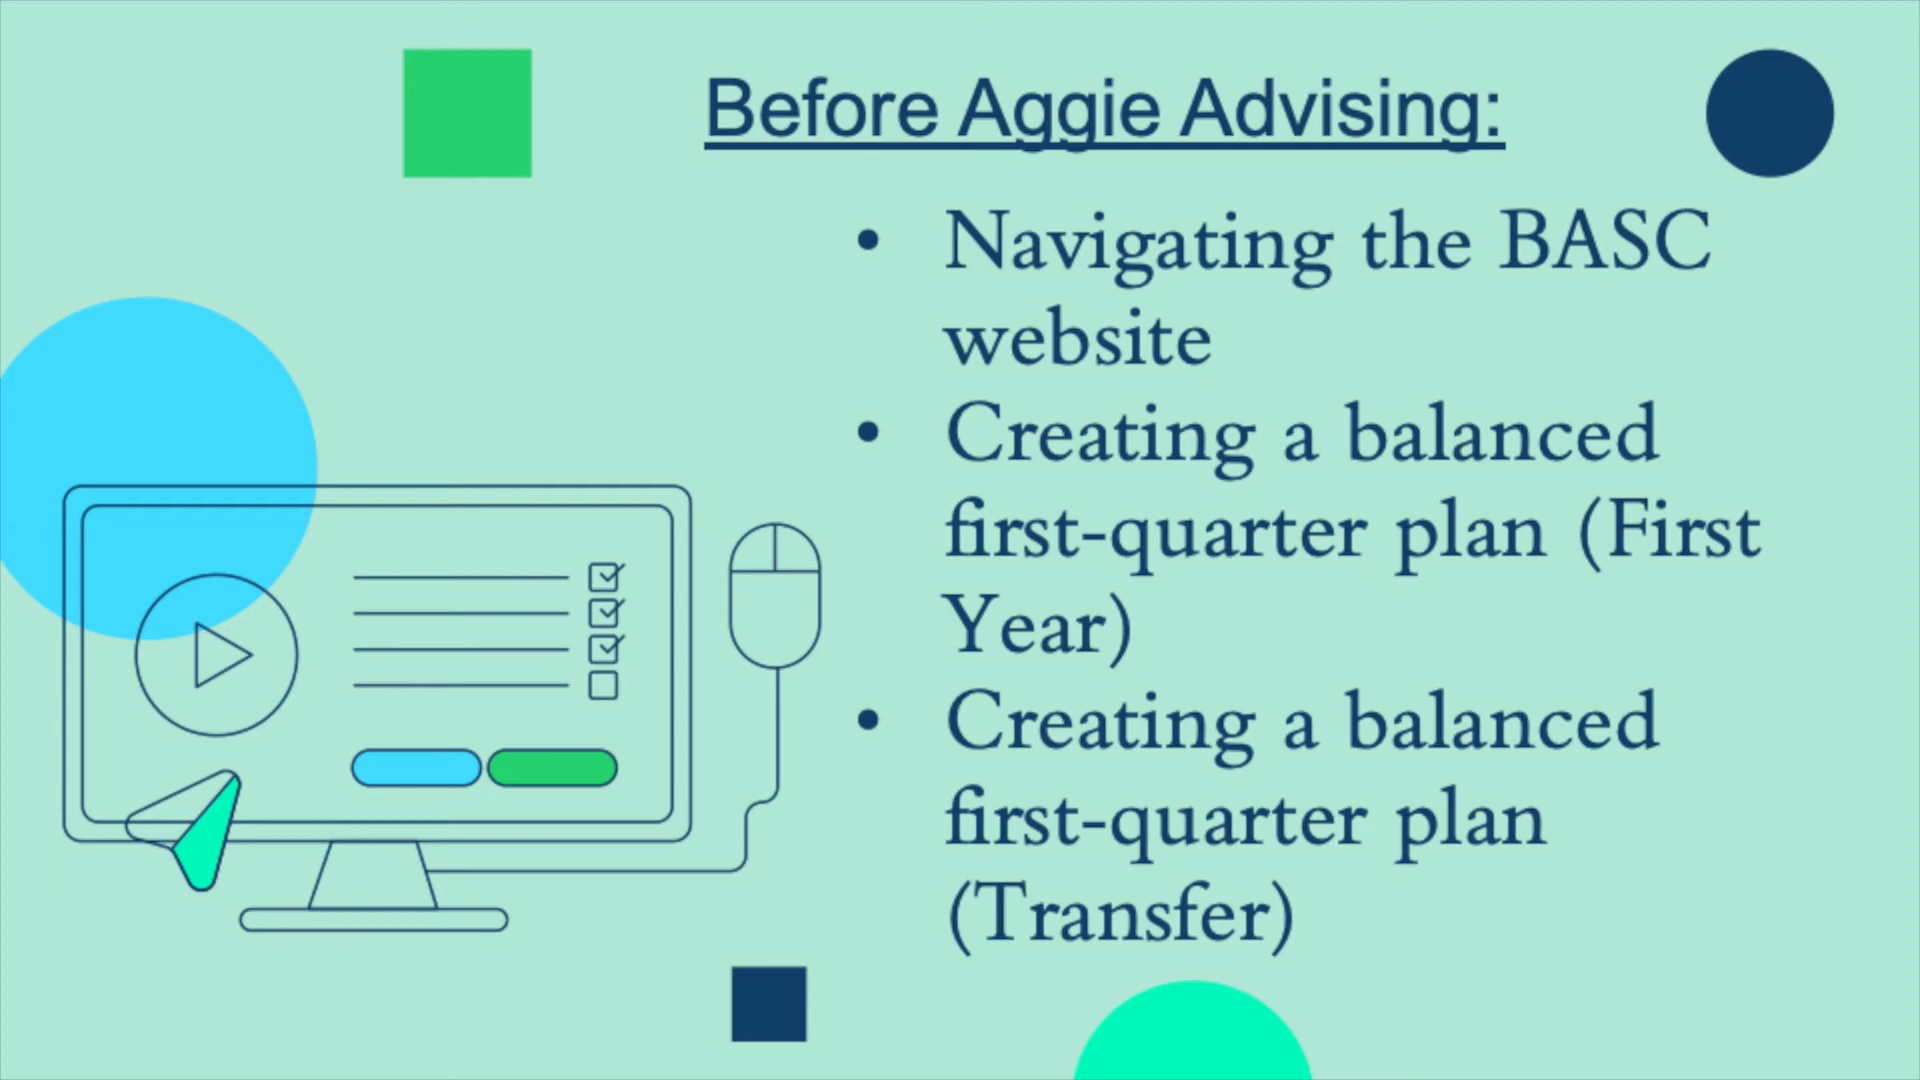 Before Aggie Advising:
• Navigating the BASC
website
• Creating a balanced
first-quarter plan (First
Year)
• Creating a balanced
first-quarter plan
(Transfer)